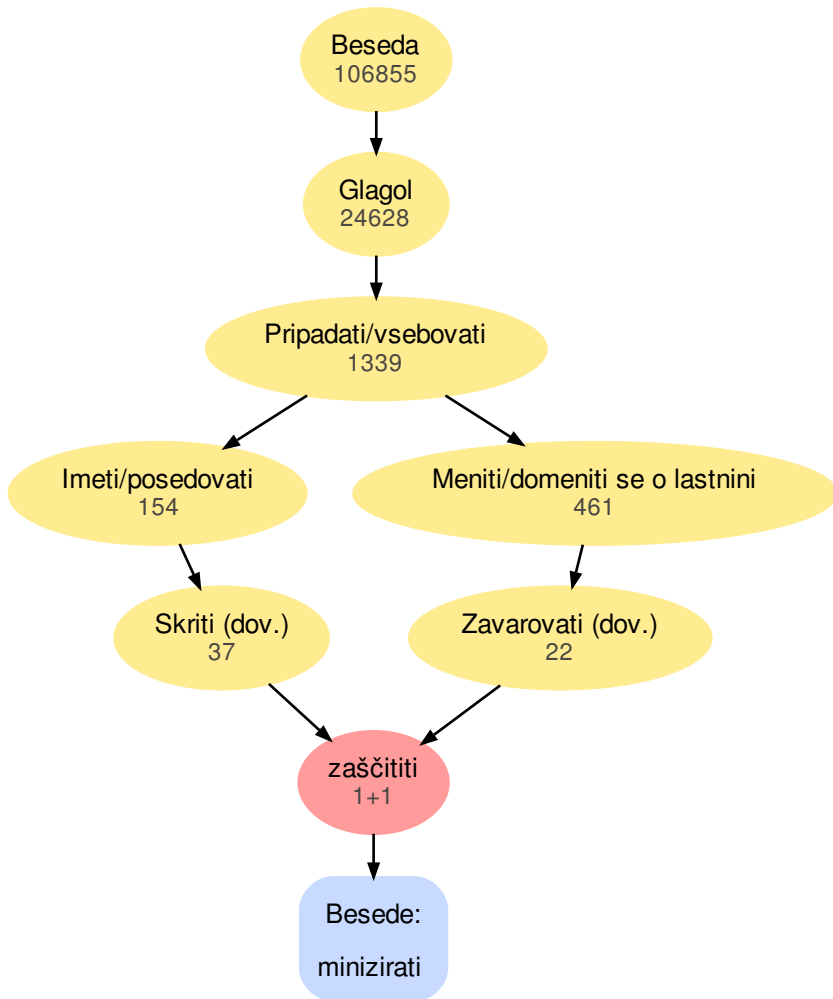 Beseda
106855
Glagol
24628
Pripadati/vsebovati
1339
Imeti/posedovati
154
Meniti/domeniti se o lastnini
461
Skriti (dov.)
37
Zavarovati (dov.)
22
zaščititi
1+1
Besede:
minizirati